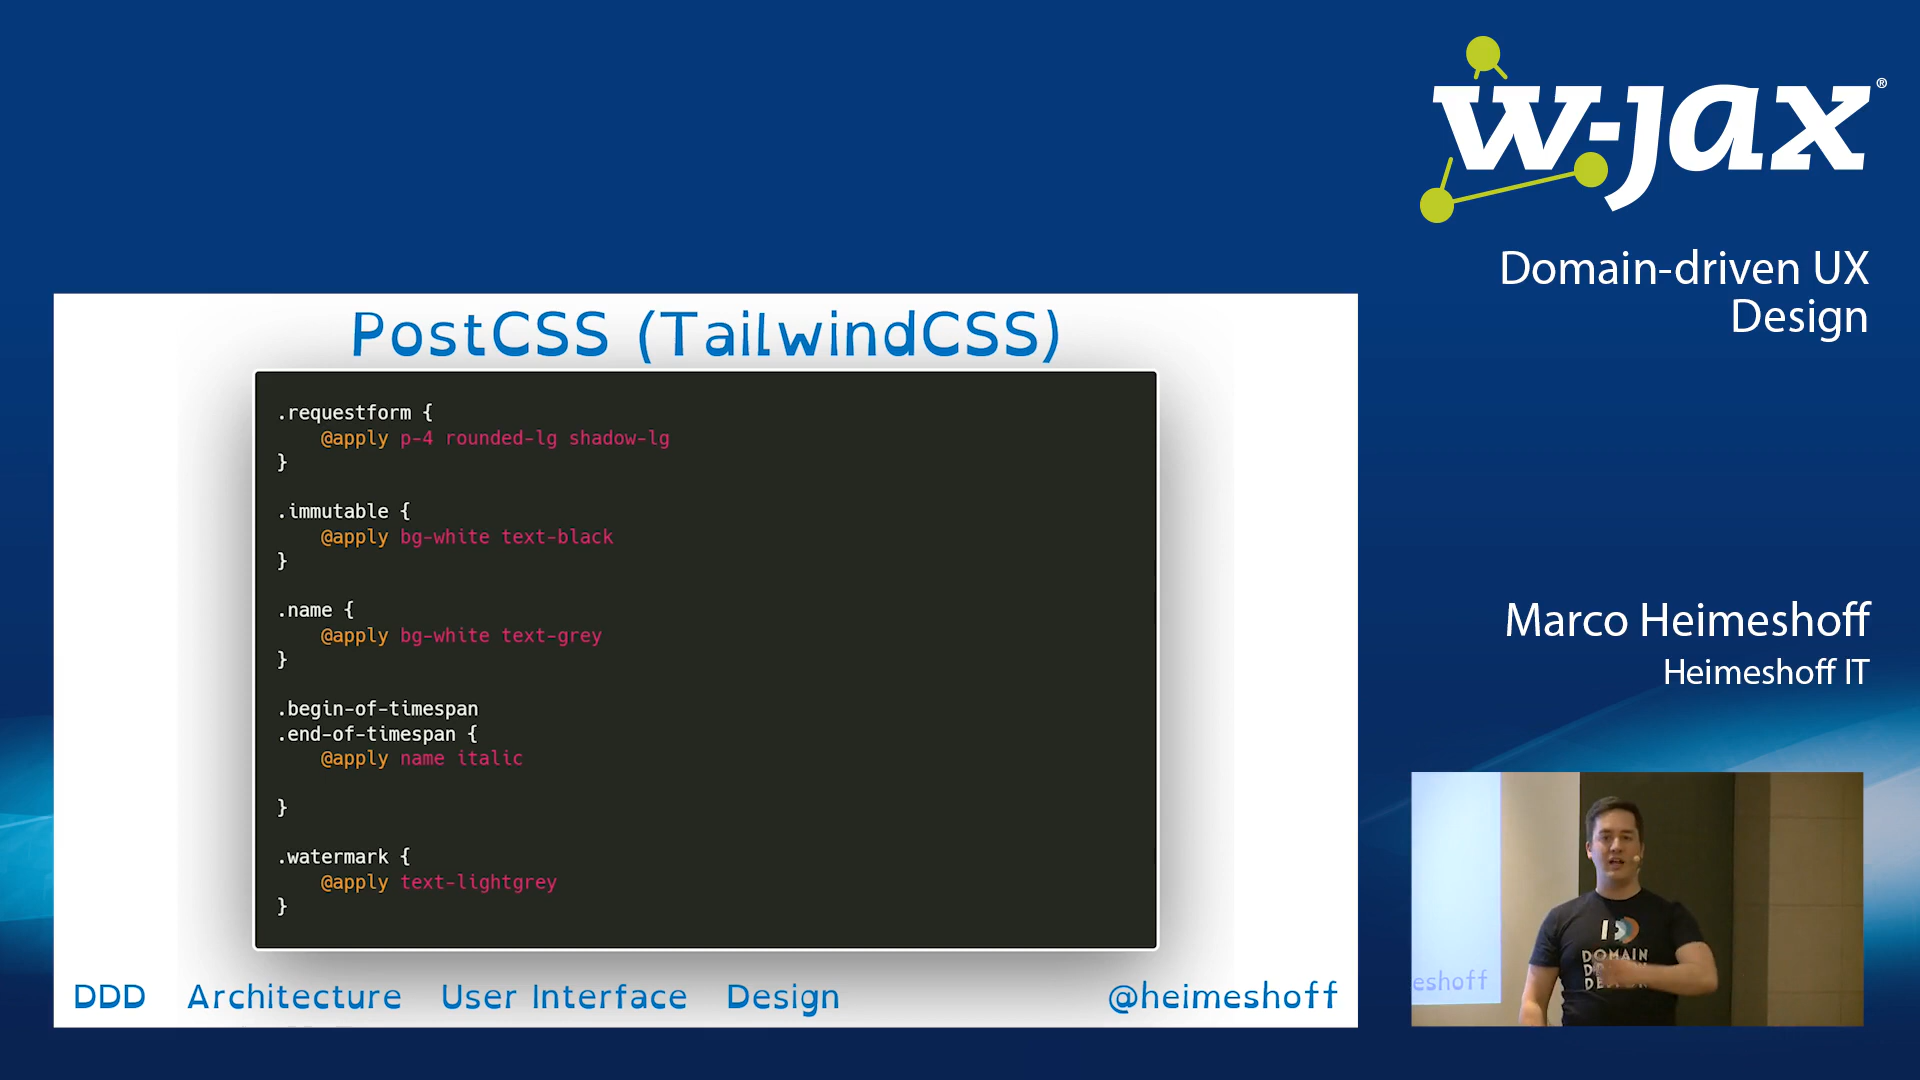 w-jax®
Domain-driven UX
Design
PostCSS (TailwindCSS)
.requestform {
    @apply p-4 rounded-lg shadow-lg
}
.immutable {
    @apply bg-white text-black
}
.name {
    @apply bg-white text-grey
}
.begin-of-timespan
.end-of-timespan {
    @apply name italic
}
.watermark {
    @apply text-lightgrey
}
DDD Architecture User Interface Design @heimeshoff
Marco Heimeshoff
Heimeshoff IT
eshoff
DOMAIN